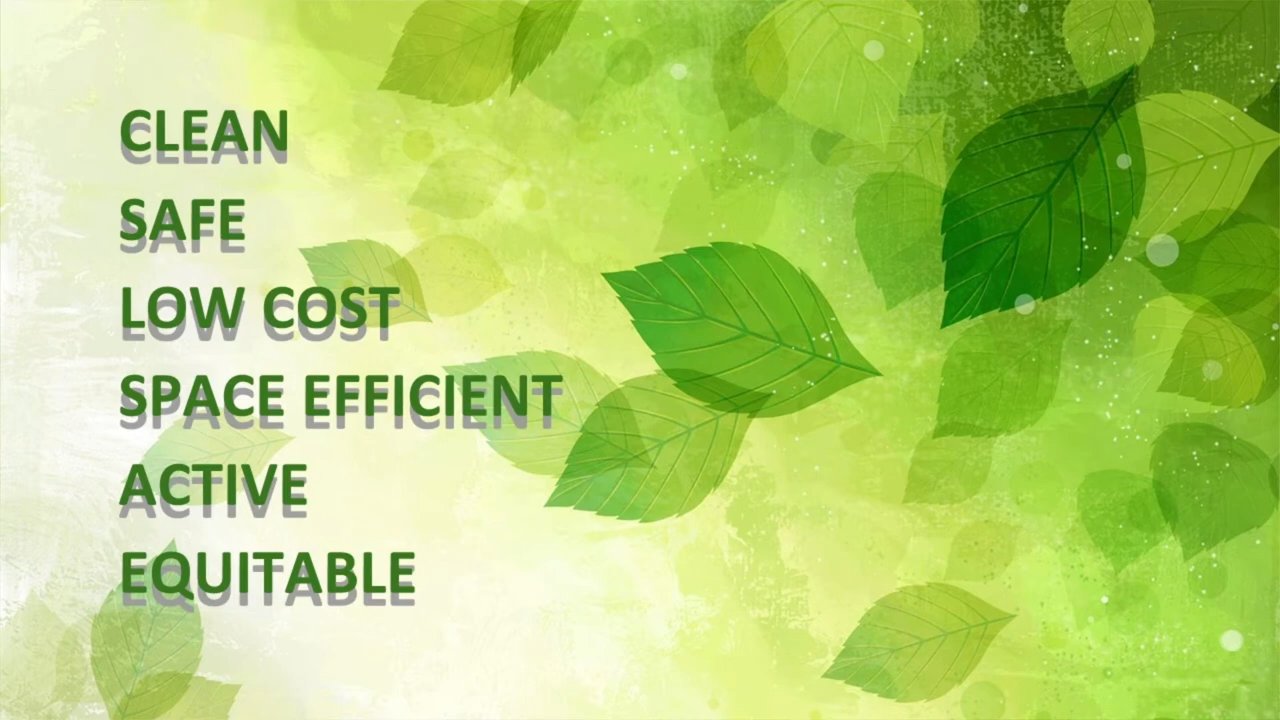 CLEAN
SAFE
LOW COST
SPACE EFFICIENT
ACTIVE
EQUITABLE